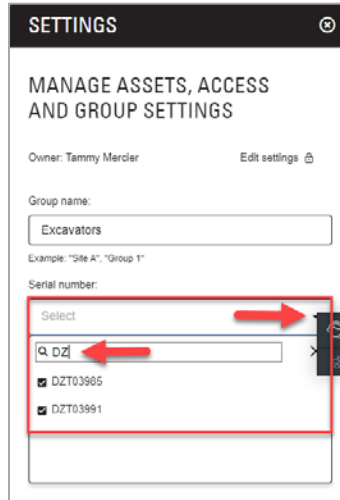 SETTINGS
MANAGE ASSETS, ACCESS
AND GROUP SETTINGS
Owner: Tammy Mercier Edit settings
Group name:
Excavators
Example: "Site A", "Group 1"
Serial number:
Select
DZ
DZT03985
DZT03991